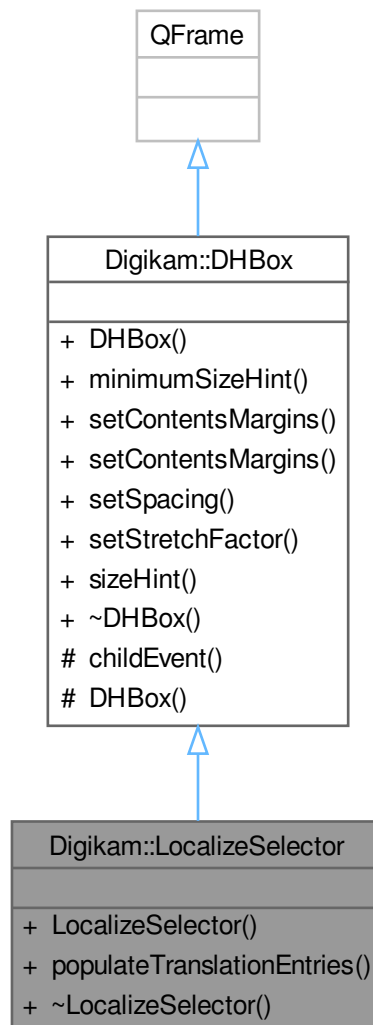 QFrame
Digikam::DHBox
+ DHBox()
+ minimumSizeHint()
+ setContentsMargins()
+ setContentsMargins()
+ setSpacing()
+ setStretchFactor()
+ sizeHint()
+ ~DHBox()
# childEvent()
# DHBox()
Digikam::LocalizeSelector
+ LocalizeSelector()
+ populateTranslationEntries()
+ ~LocalizeSelector()